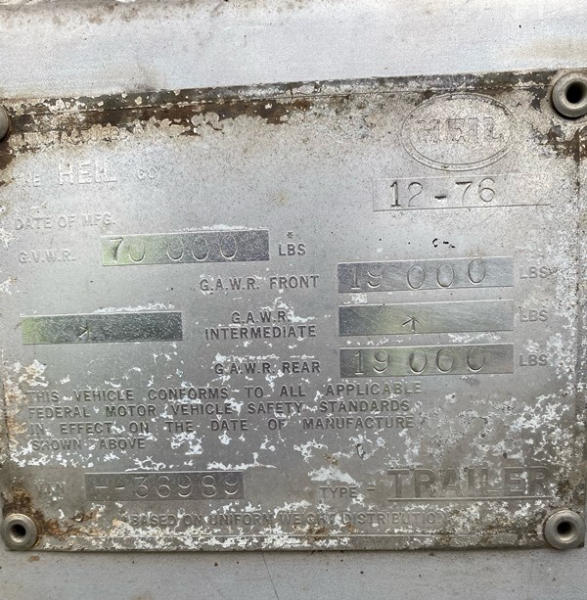 HEIL
THE HEIL CO
12-76
DATE OF MFG.
G.V.W.R. 70 000 * LBS
G.A.W.R. FRONT 19 000 LBS
G.A.W.R. INTERMEDIATE LBS
G.A.W.R. REAR 19 000 LBS
THIS VEHICLE CONFORMS TO ALL APPLICABLE
FEDERAL MOTOR VEHICLE SAFETY STANDARDS
IN EFFECT ON THE DATE OF MANUFACTURE
SHOWN ABOVE
H-36989 TYPE - TRAILER
BASED ON UNIFORM WEIGHT DISTRIBUTION